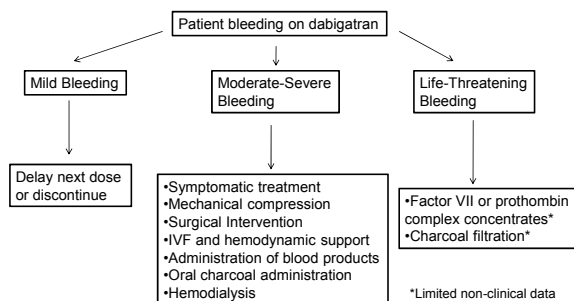 Patient bleeding on dabigatran
Mild Bleeding
Moderate-Severe
Bleeding
Life-Threatening
Bleeding
Delay next dose
or discontinue
•Symptomatic treatment
•Mechanical compression
•Surgical Intervention
•IVF and hemodynamic support
•Administration of blood products
•Oral charcoal administration
•Hemodialysis
•Factor VII or prothombin
complex concentrates*
•Charcoal filtration*
*Limited non-clinical data